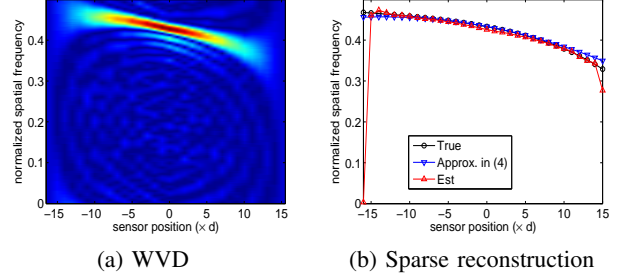 normalized spatial frequency
0.4
0.3
0.2
0.1
0
−15 −10 −5 0 5 10 15
sensor position (× d)
(a) WVD
normalized spatial frequency
0.4
0.3
0.2
0.1
0
True
Approx. in (4)
Est
−15 −10 −5 0 5 10 15
sensor position (× d)
(b) Sparse reconstruction